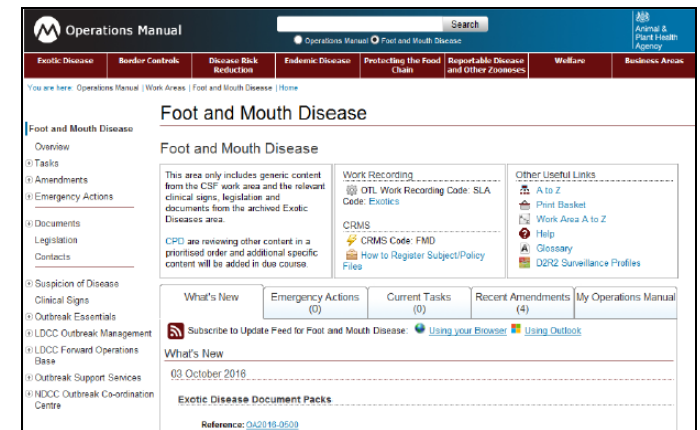 Operations Manual
Search
Operations Manual Foot and Mouth Disease
Animal &
Plant Health
Agency
Exotic Disease
Border Controls
Disease Risk
Reduction
Endemic Disease
Protecting the Food
Chain
Reportable Disease
and Other Zoonoses
Welfare
Business Areas
You are here: Operations Manual | Work Areas | Foot and Mouth Disease | Home
Foot and Mouth Disease
Foot and Mouth Disease
Overview
Tasks
Amendments
Emergency Actions
Documents
Legislation
Contacts
Suspicion of Disease
Clinical Signs
Outbreak Essentials
LDCC Outbreak Management
LDCC Forward Operations
Base
Outbreak Support Services
NDCC Outbreak Co-ordination
Centre
Foot and Mouth Disease
This area only includes generic content
from the CSF work area and the relevant
clinical signs, legislation and
documents from the archived Exotic
Diseases area.
CPD are reviewing other content in a
prioritised order and additional specific
content will be added in due course.
Work Recording
OTL Work Recording Code: SLA
Code: Exotics
CRMS
CRMS Code: FMD
How to Register Subject/Policy
Files
Other Useful Links
A to Z
Print Basket
Work Area A to Z
Help
Glossary
D2R2 Surveillance Profiles
What's New
Emergency Actions
(0)
Current Tasks
(0)
Recent Amendments
(4)
My Operations Manual
Subscribe to Update Feed for Foot and Mouth Disease: Using your Browser Using Outlook
What's New
03 October 2016
Exotic Disease Document Packs
Reference: OA2016-0500